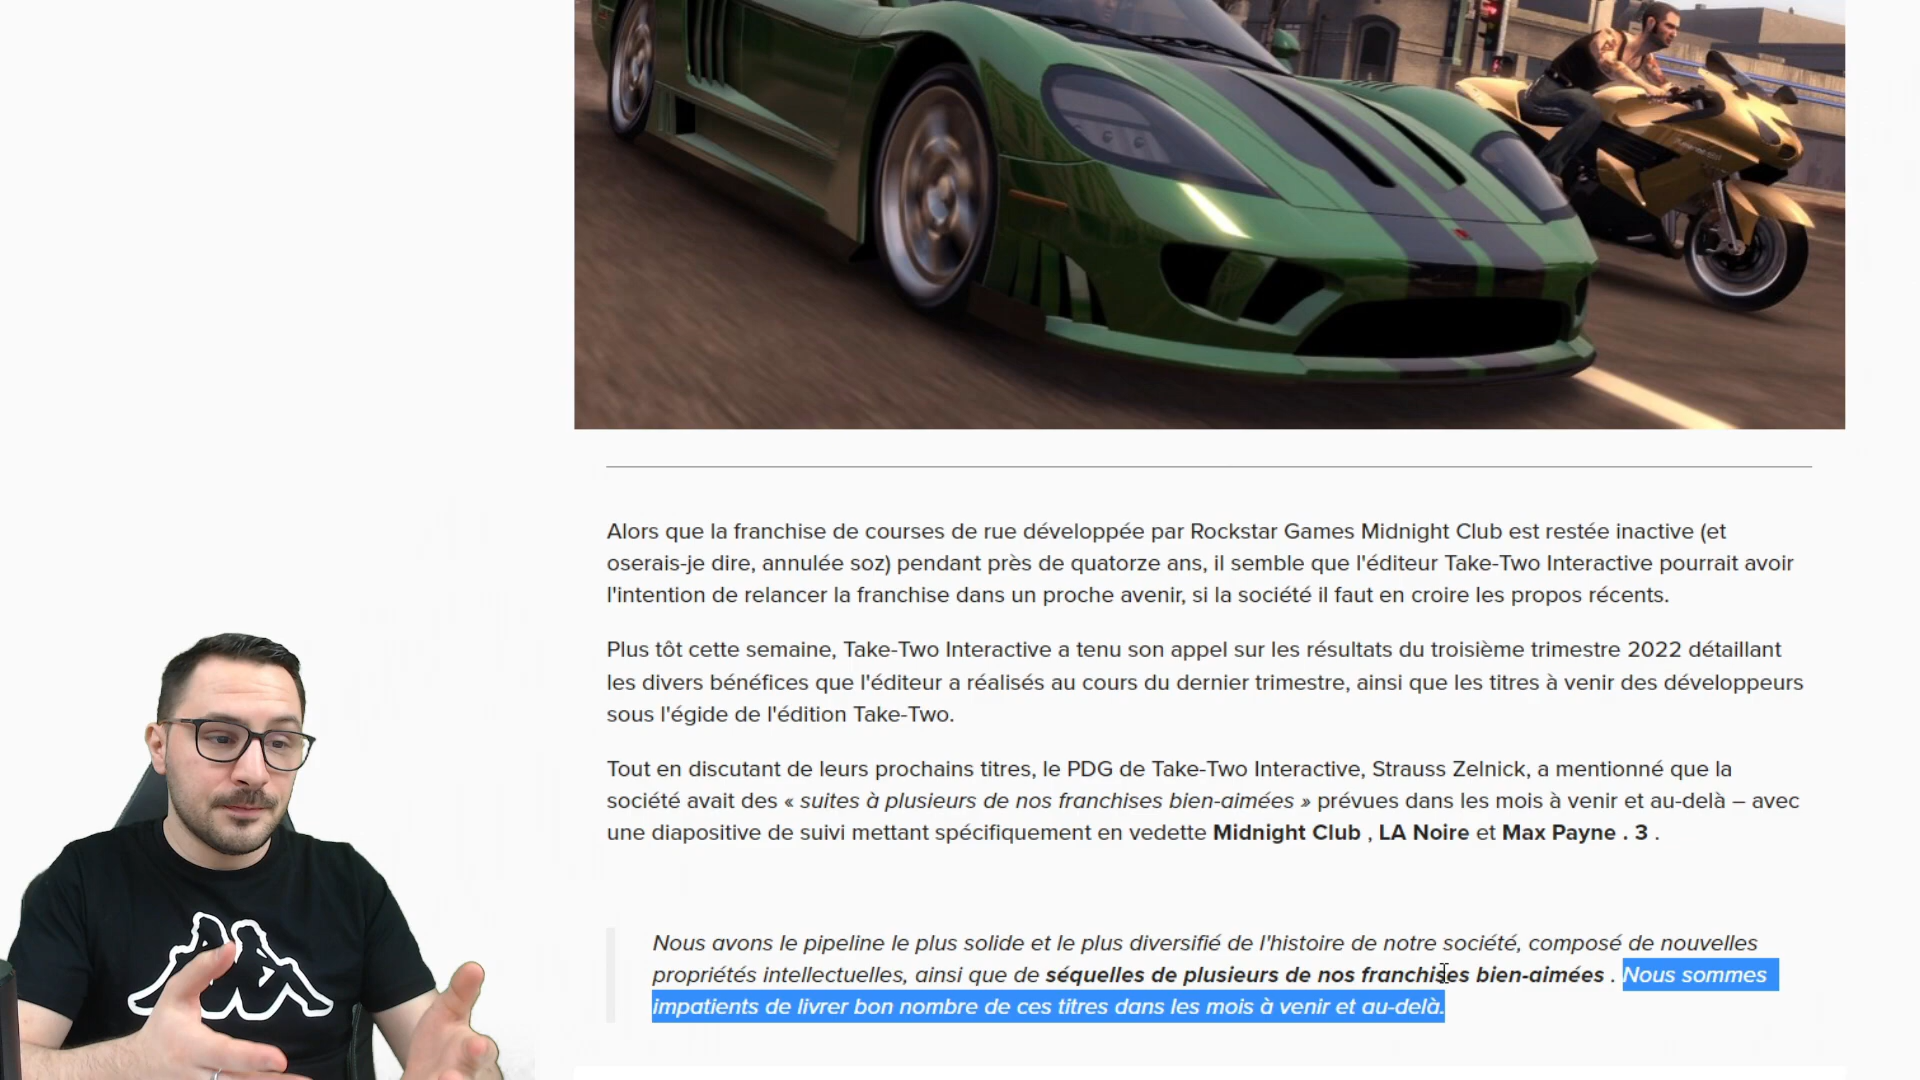 Alors que la franchise de courses de rue développée par Rockstar Games Midnight Club est restée inactive (et
oserais-je dire, annulée soz) pendant près de quatorze ans, il semble que l'éditeur Take-Two Interactive pourrait avoir
l'intention de relancer la franchise dans un proche avenir, si la société il faut en croire les propos récents.
Plus tôt cette semaine, Take-Two Interactive a tenu son appel sur les résultats du troisième trimestre 2022 détaillant
les divers bénéfices que l'éditeur a réalisés au cours du dernier trimestre, ainsi que les titres à venir des développeurs
sous l'égide de l'édition Take-Two.
Tout en discutant de leurs prochains titres, le PDG de Take-Two Interactive, Strauss Zelnick, a mentionné que la
société avait des « suites à plusieurs de nos franchises bien-aimées » prévues dans les mois à venir et au-delà – avec
une diapositive de suivi mettant spécifiquement en vedette Midnight Club , LA Noire et Max Payne . 3 .
Nous avons le pipeline le plus solide et le plus diversifié de l'histoire de notre société, composé de nouvelles
propriétés intellectuelles, ainsi que de séquelles de plusieurs de nos franchises bien-aimées . Nous sommes
impatients de livrer bon nombre de ces titres dans les mois à venir et au-delà.